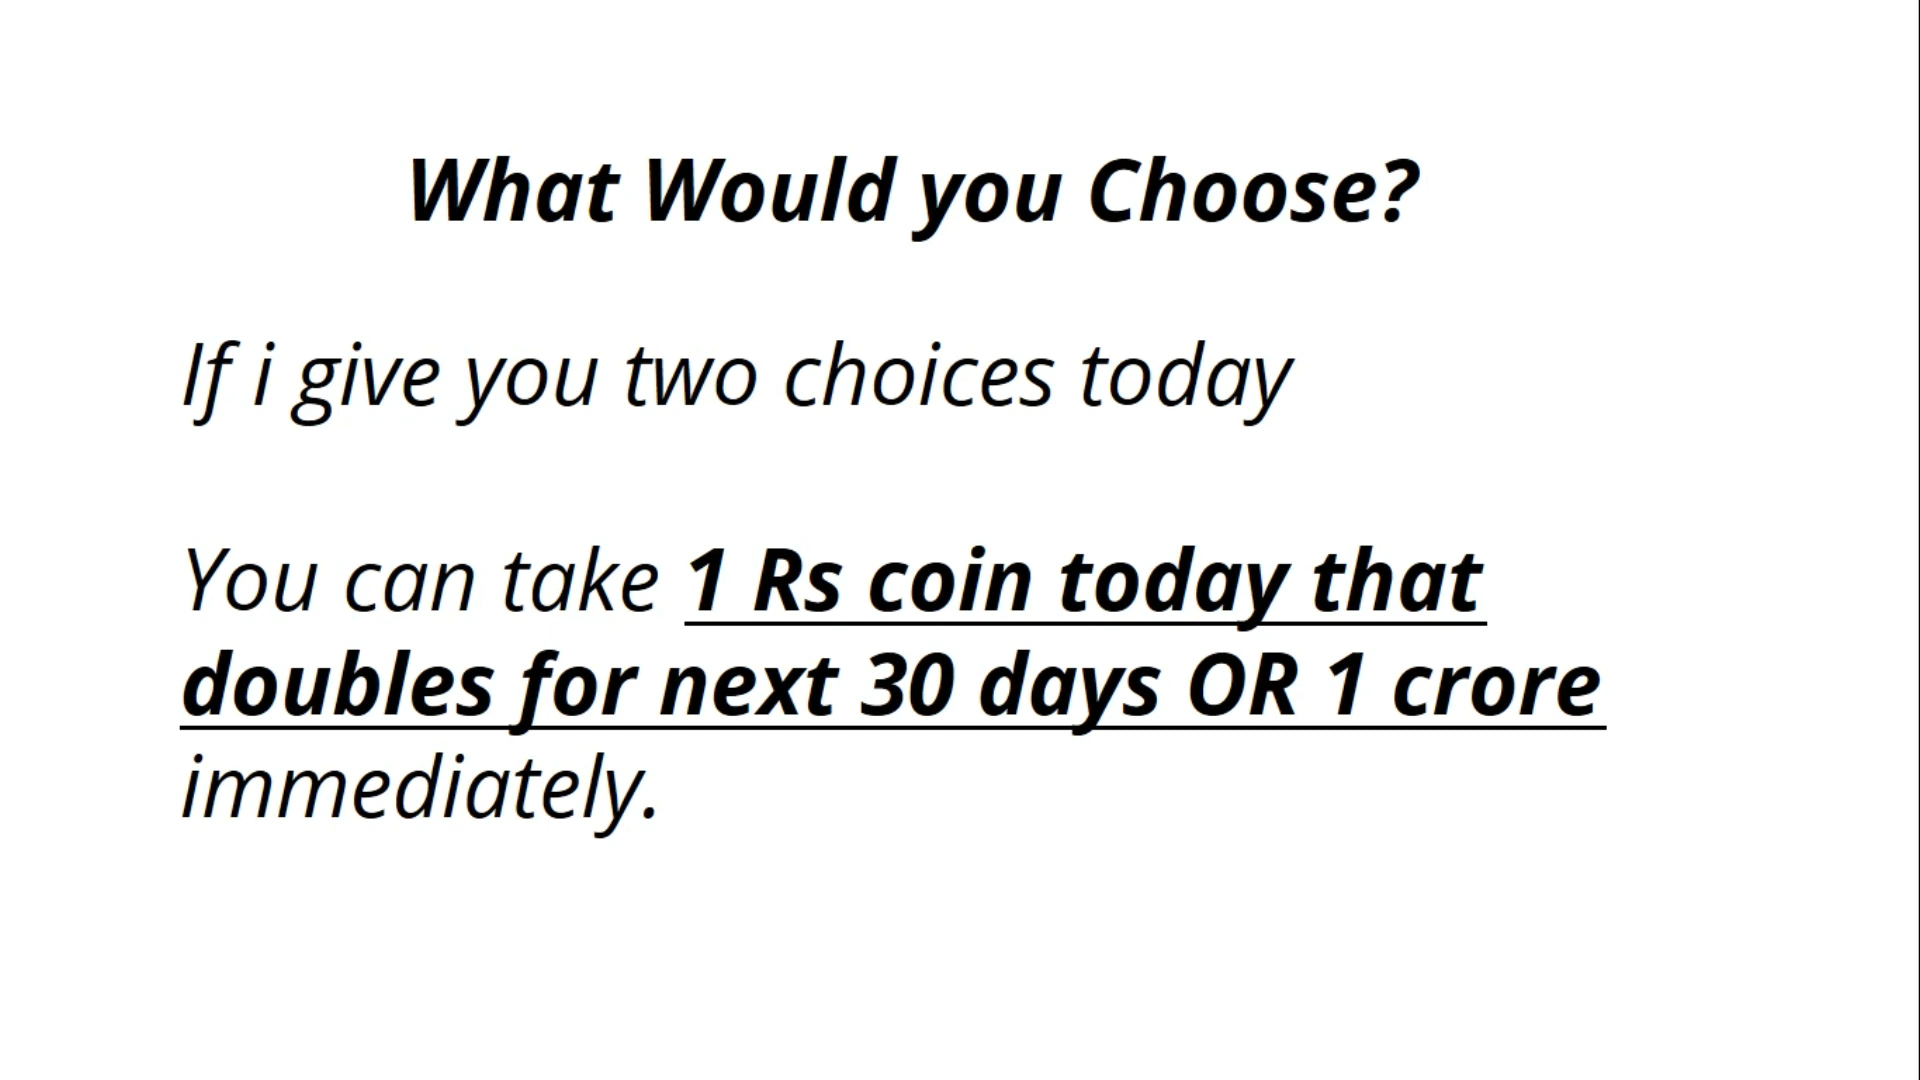 What Would you Choose?
If i give you two choices today
You can take 1 Rs coin today that
doubles for next 30 days OR 1 crore
immediately.